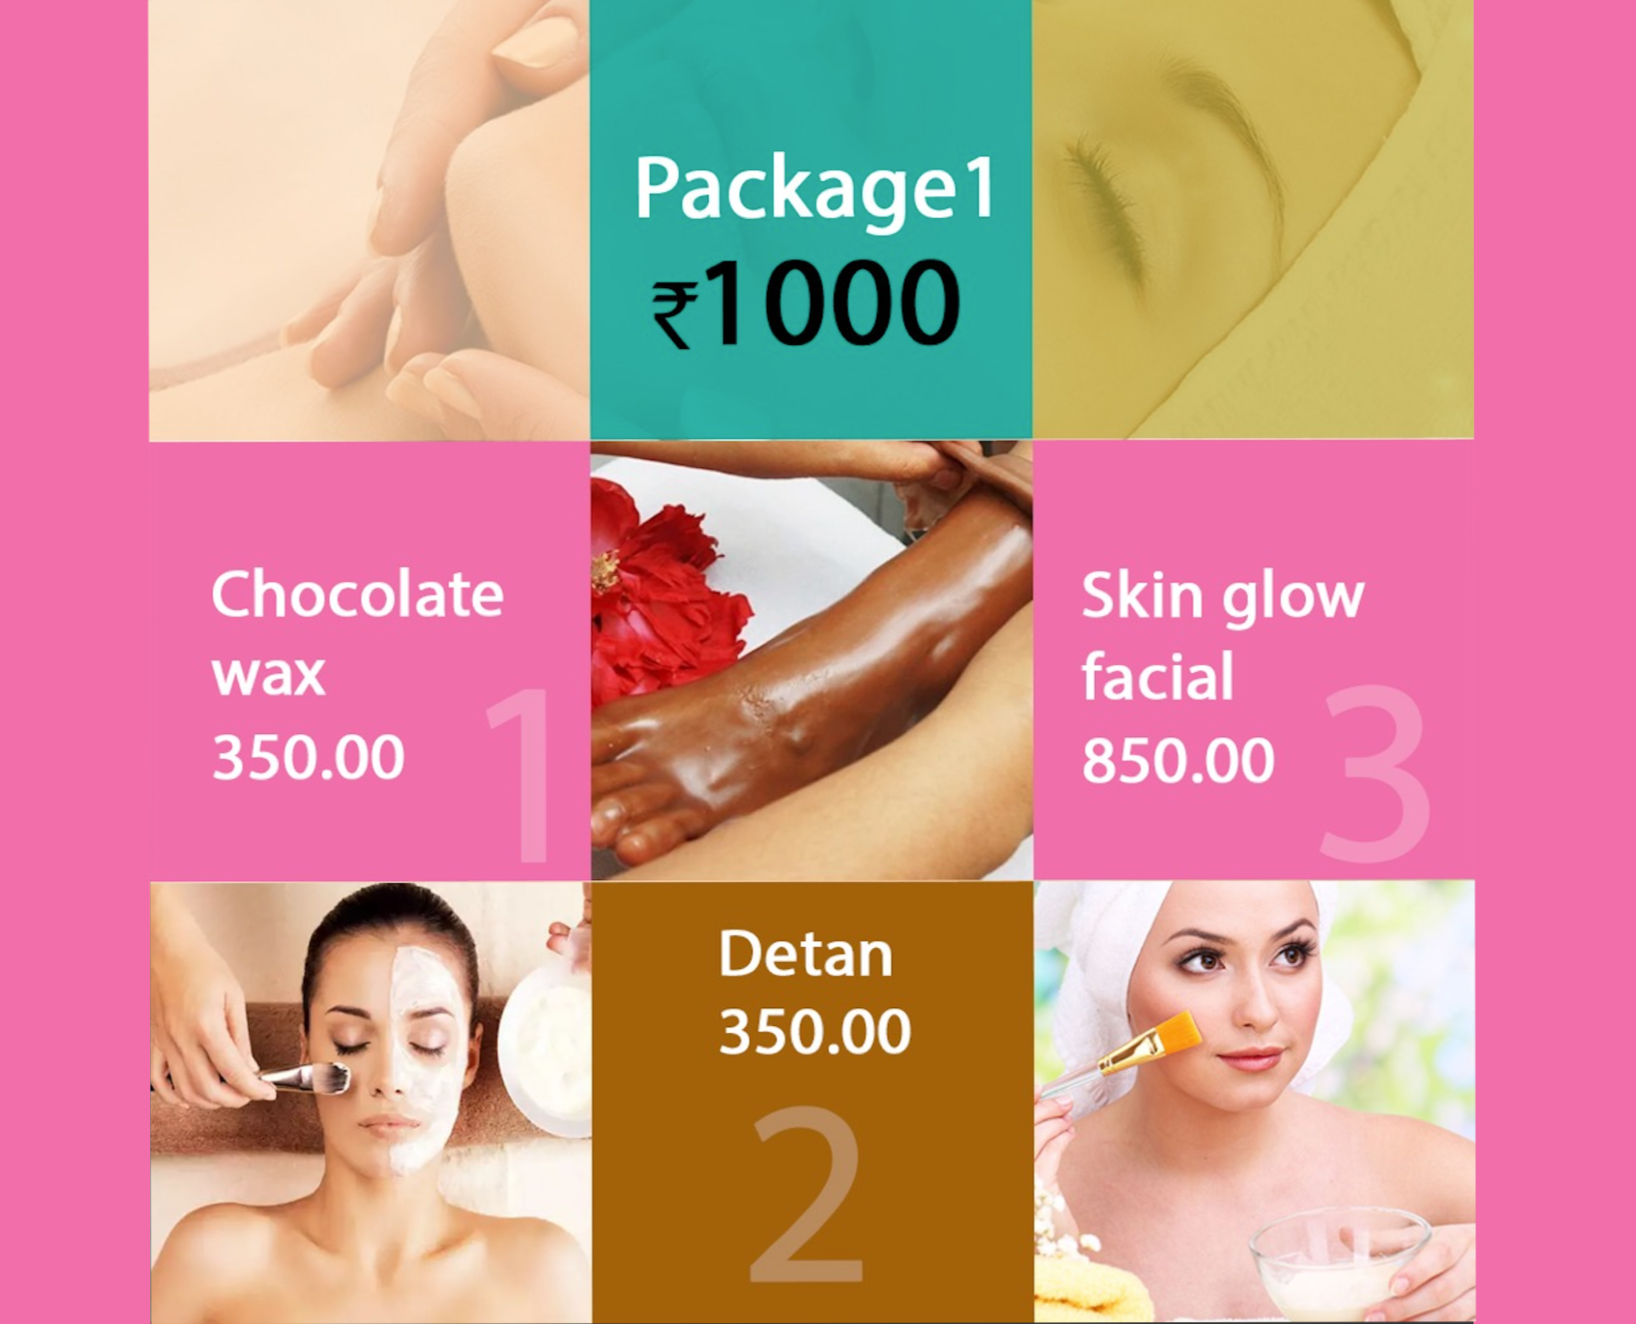 Package1
₹1000
Chocolate
wax
350.00
1
Skin glow
facial
850.00
3
Detan
350.00
2